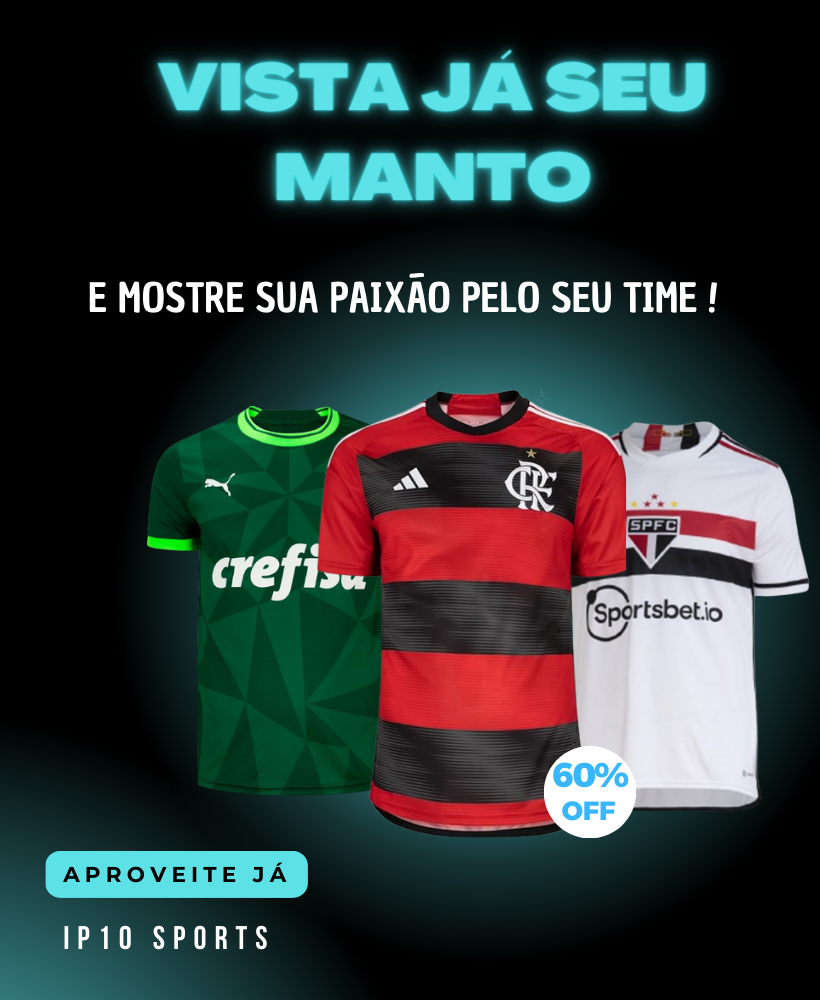 VISTA JÁ SEU
MANTO
E MOSTRE SUA PAIXÃO PELO SEU TIME !
crefisa
CRF
SPFC
Sportsbet.io
60%
OFF
APROVEITE JÁ
IP10 SPORTS